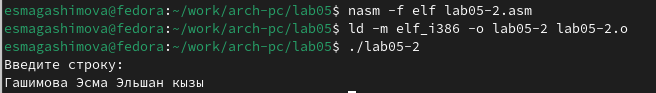 esmagashimova@fedora:~/work/arch-pc/lab05$ nasm -f elf lab05-2.asm
esmagashimova@fedora:~/work/arch-pc/lab05$ ld -m elf_i386 -o lab05-2 lab05-2.o
esmagashimova@fedora:~/work/arch-pc/lab05$ ./lab05-2
Введите строку:
Гашимова Эсма Эльшан кызы